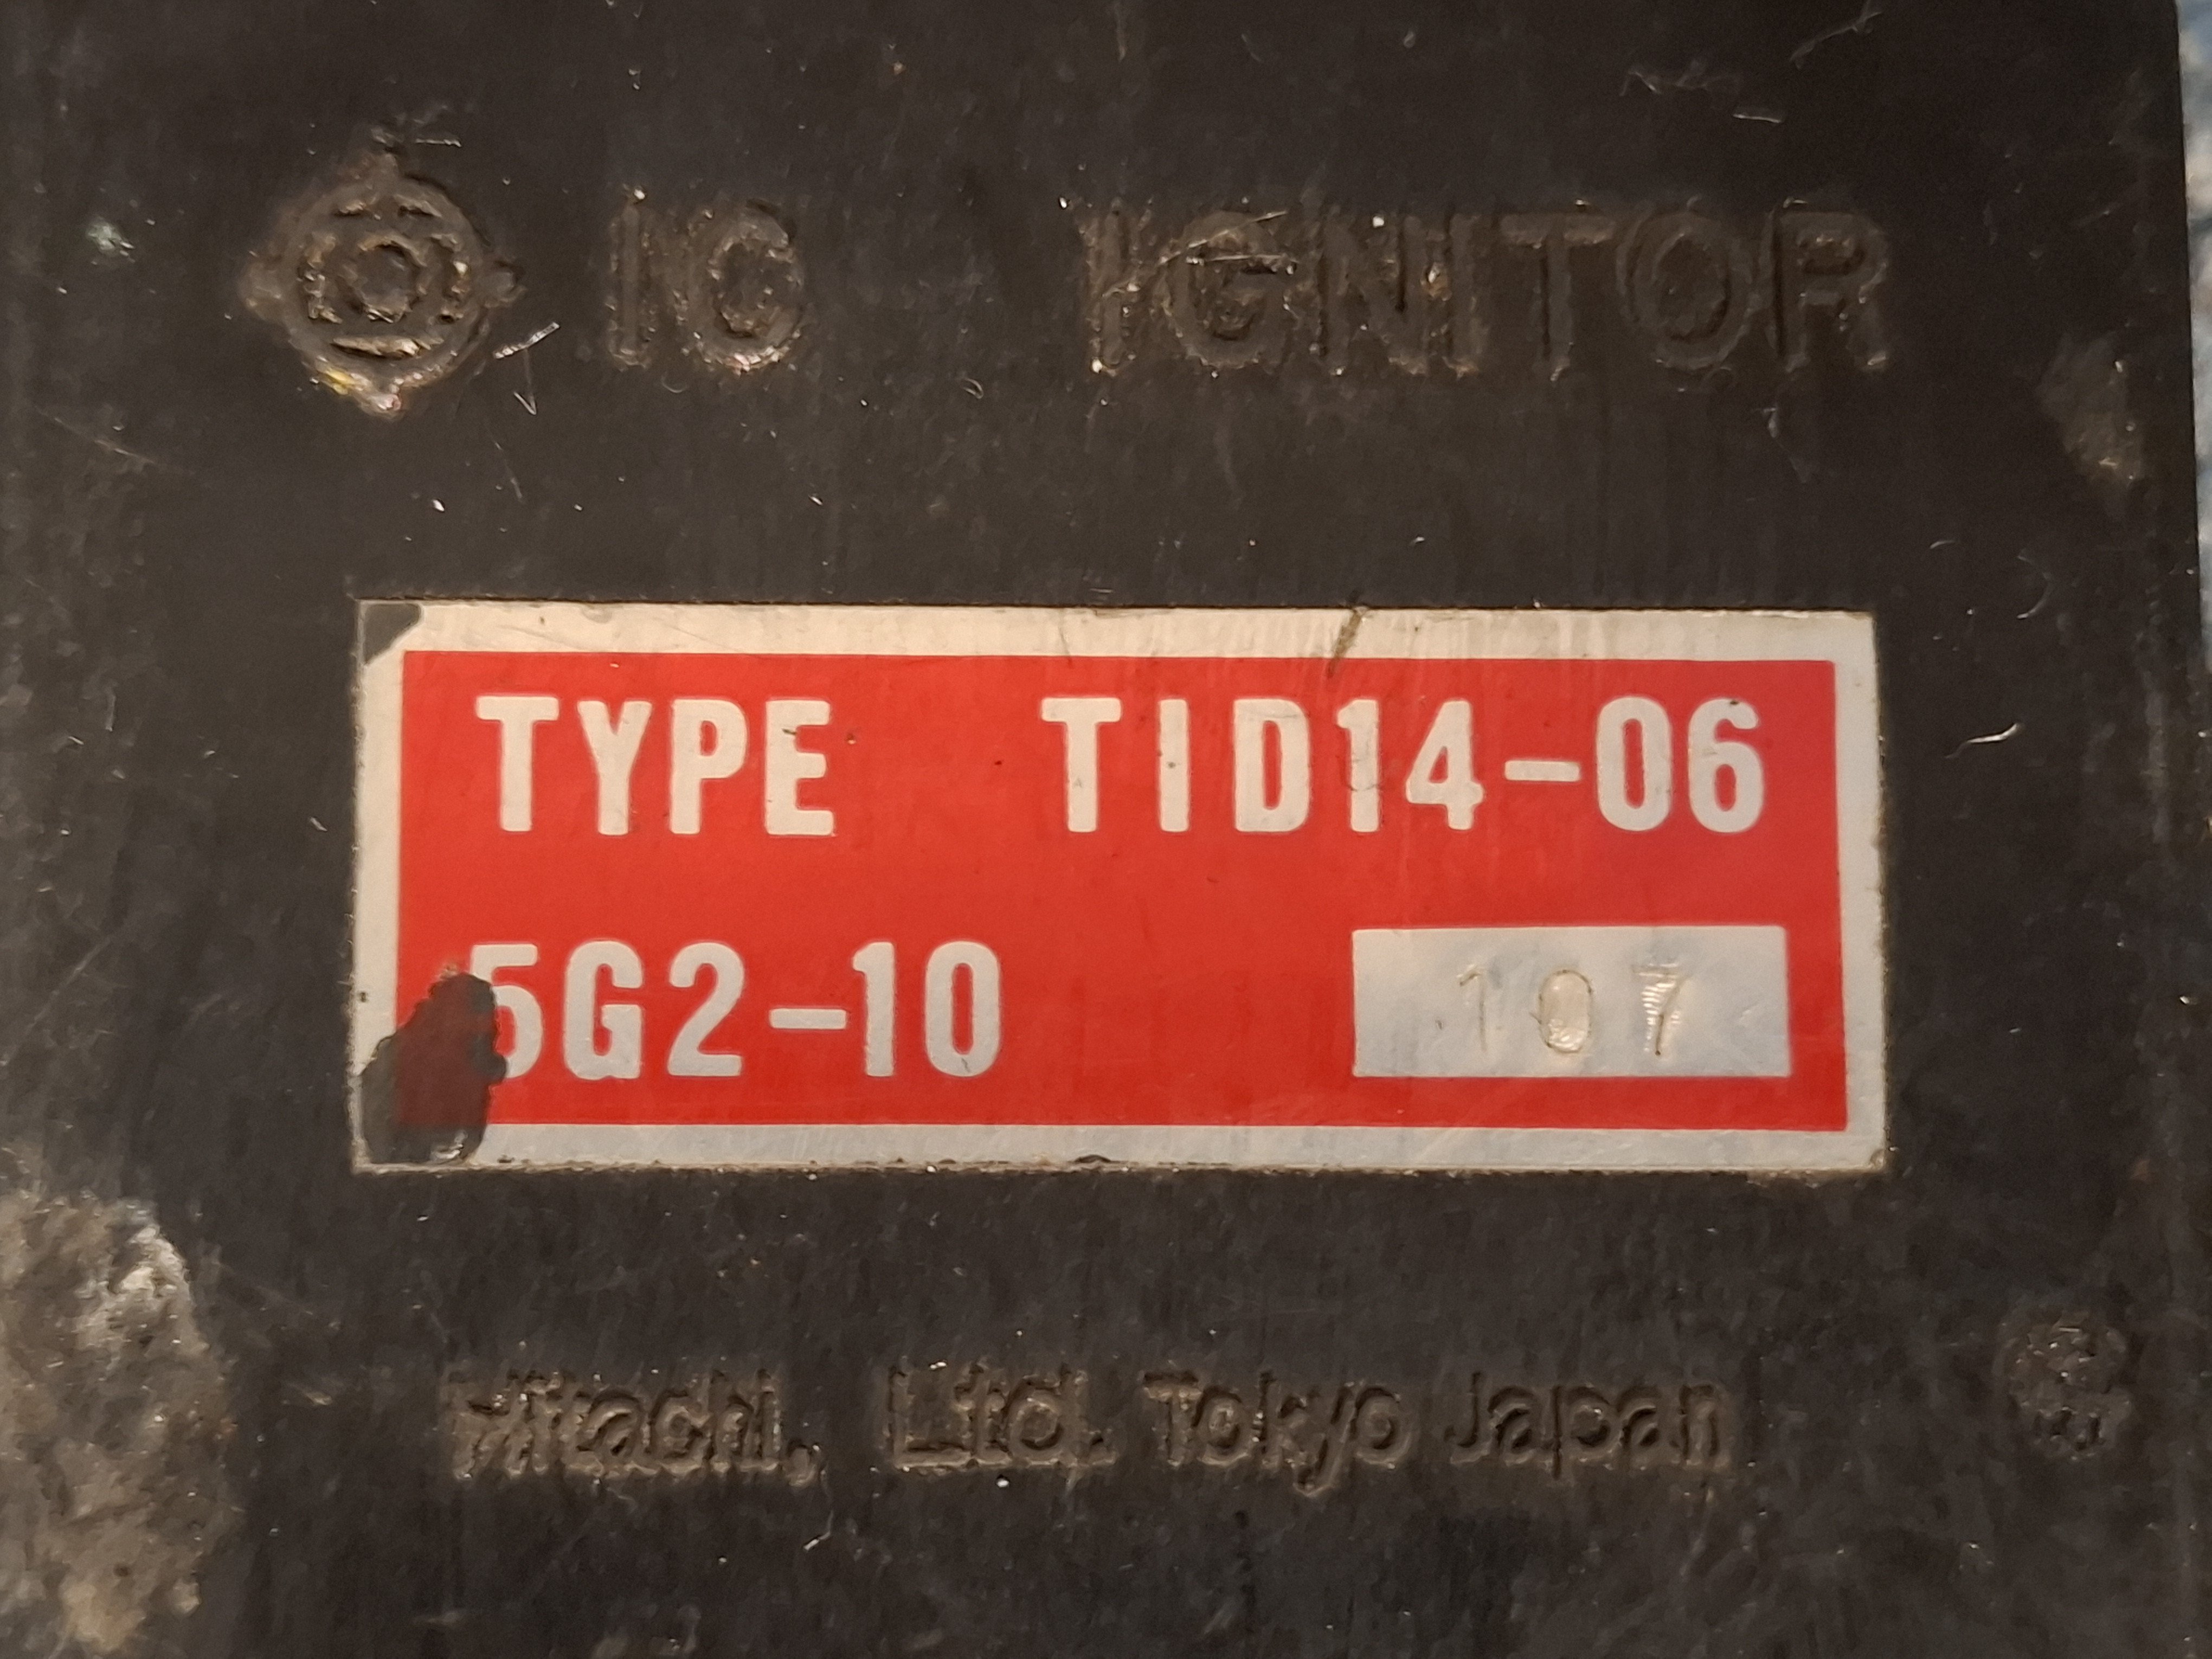 IC IGNITOR
TYPE TID14-06
5G2-10 107
Hitachi, Ltd. Tokyo Japan